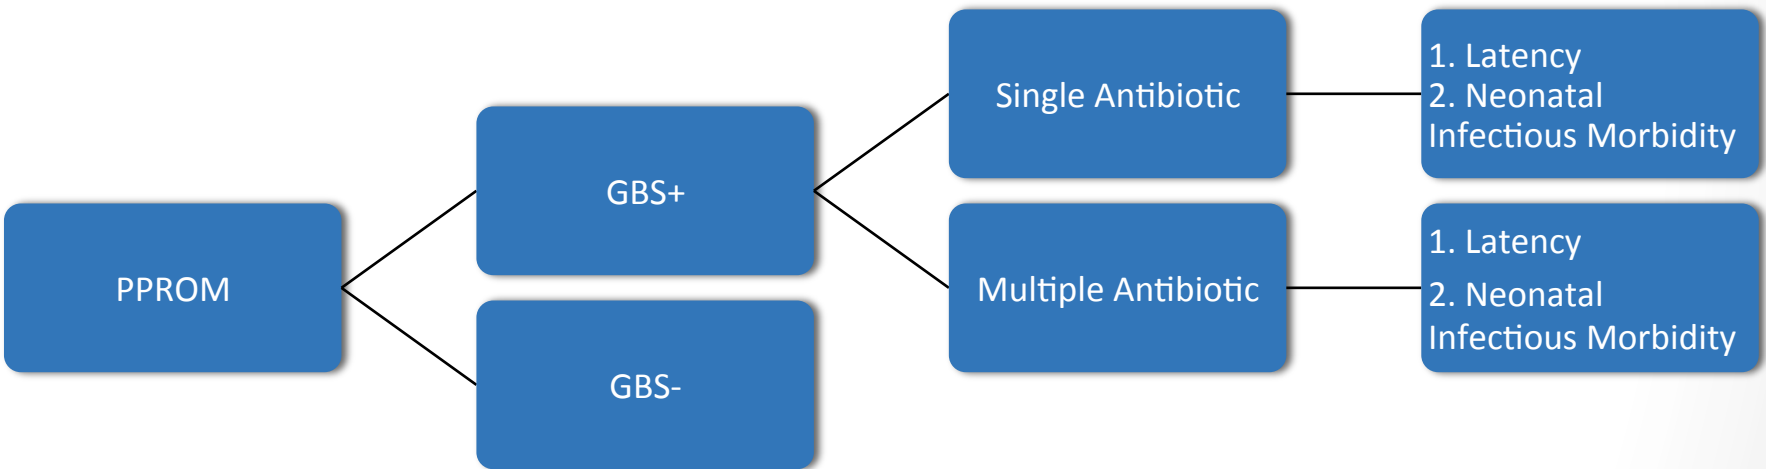 PPROM
GBS+
GBS-
Single Antibiotic
Multiple Antibiotic
1. Latency
2. Neonatal
Infectious Morbidity
1. Latency
2. Neonatal
Infectious Morbidity